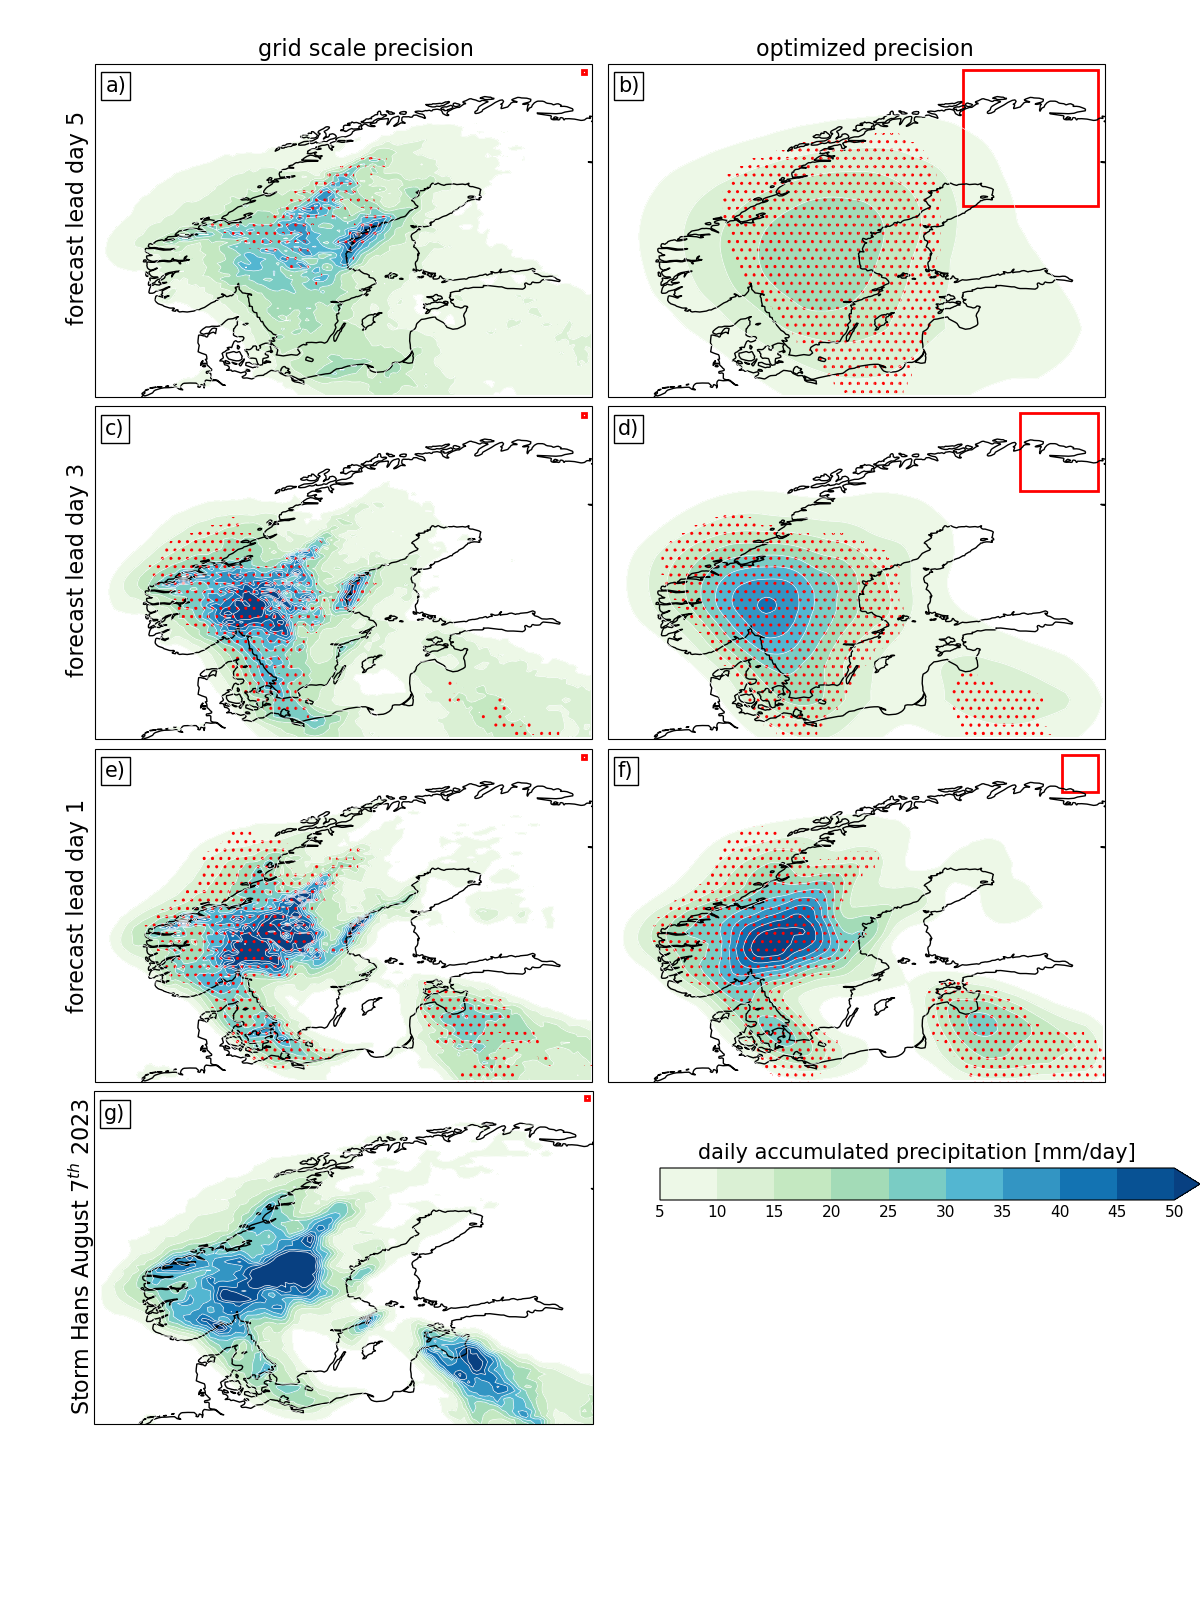 grid scale precision
optimized precision
forecast lead day 5
a)
b)
forecast lead day 3
c)
d)
forecast lead day 1
e)
f)
Storm Hans August 7th 2023
g)
daily accumulated precipitation [mm/day]
5 10 15 20 25 30 35 40 45 50